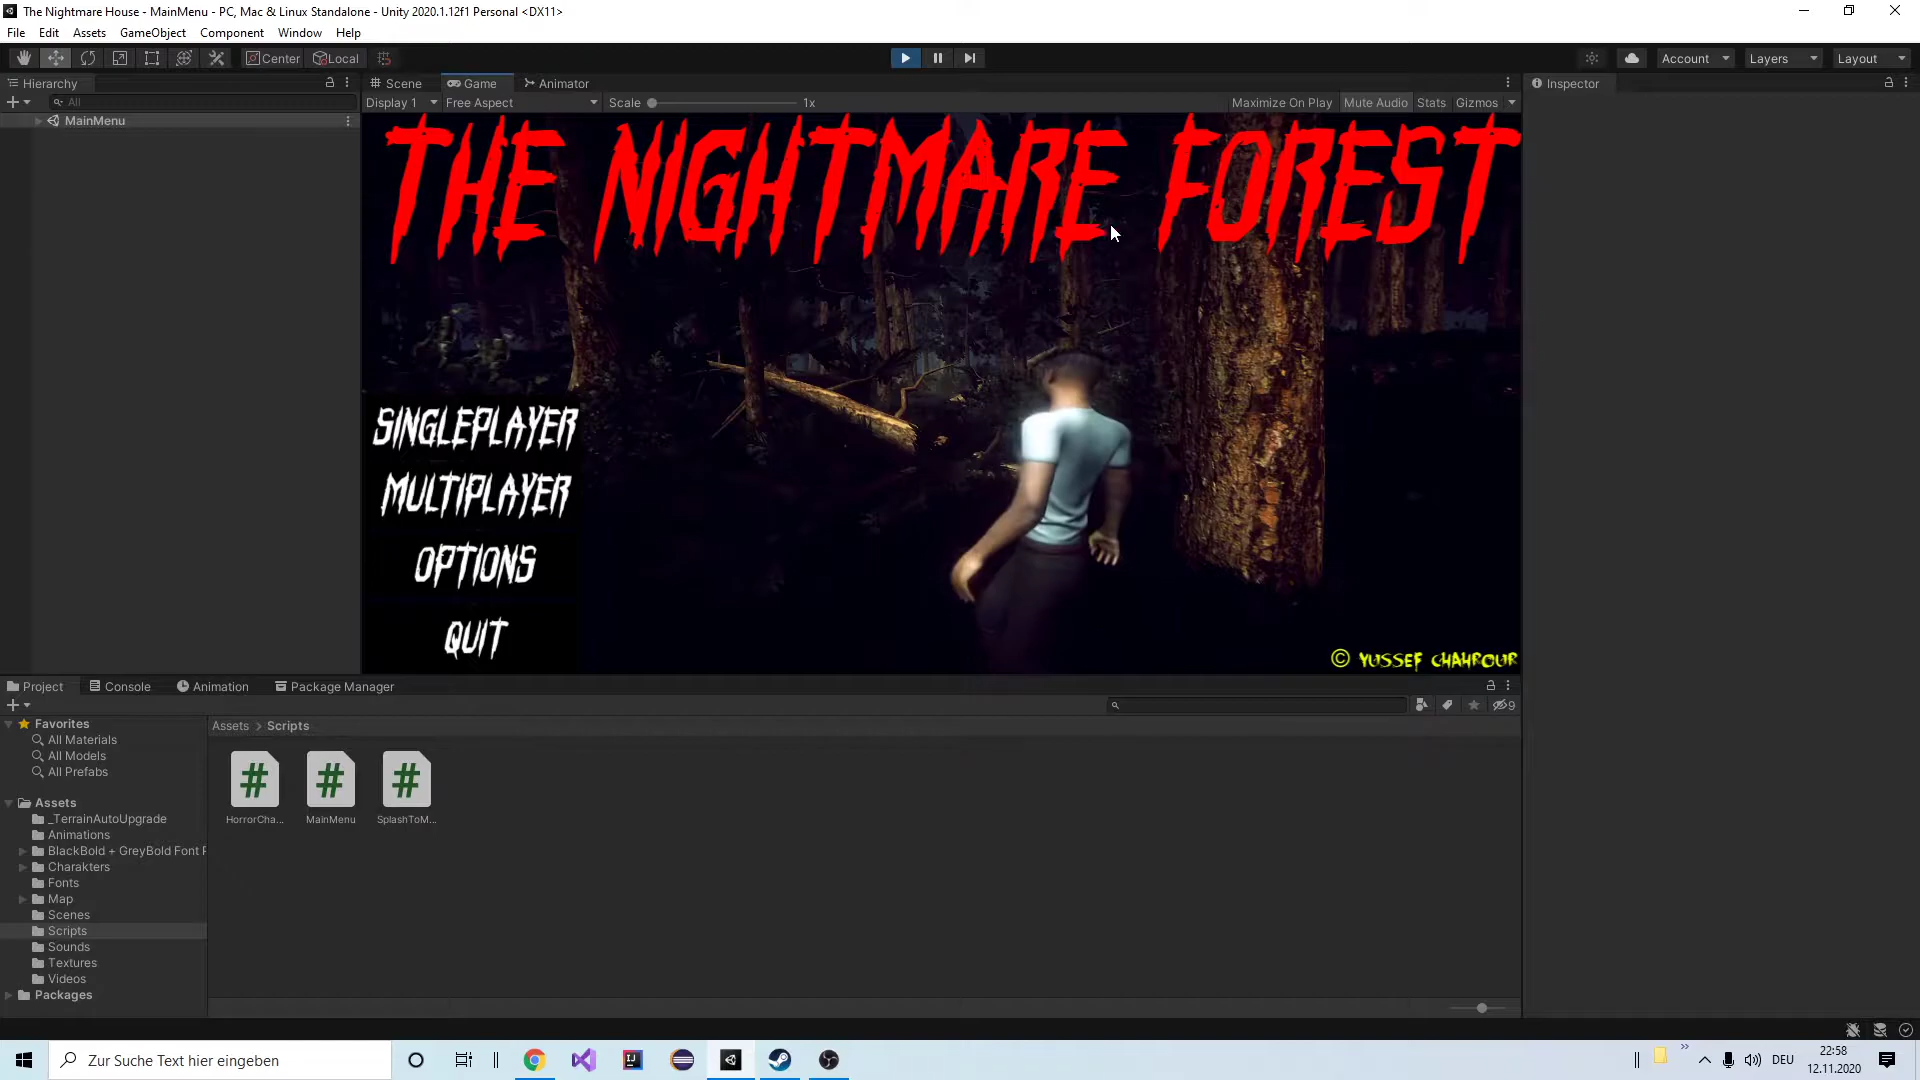 The Nightmare House - MainMenu - PC, Mac & Linux Standalone - Unity 2020.1.12f1 Personal <DX11>
File Edit Assets GameObject Component Window Help
Center Local Account Layers Layout
Hierarchy
All
MainMenu
Scene Game Animator
Display 1 Free Aspect Scale 1x Maximize On Play Mute Audio Stats Gizmos
Inspector
THE NIGHTMARE FOREST
SINGLEPLAYER
MULTIPLAYER
OPTIONS
QUIT
© YUSSEF CHAHROUR
Project Console Animation Package Manager
9
Favorites
All Materials
All Models
All Prefabs
Assets
_TerrainAutoUpgrade
Animations
BlackBold + GreyBold Font P
Charakters
Fonts
Map
Scenes
Scripts
Sounds
Textures
Videos
Packages
Assets > Scripts
HorrorCha... MainMenu SplashToM...
Zur Suche Text hier eingeben
DEU
22:58
12.11.2020